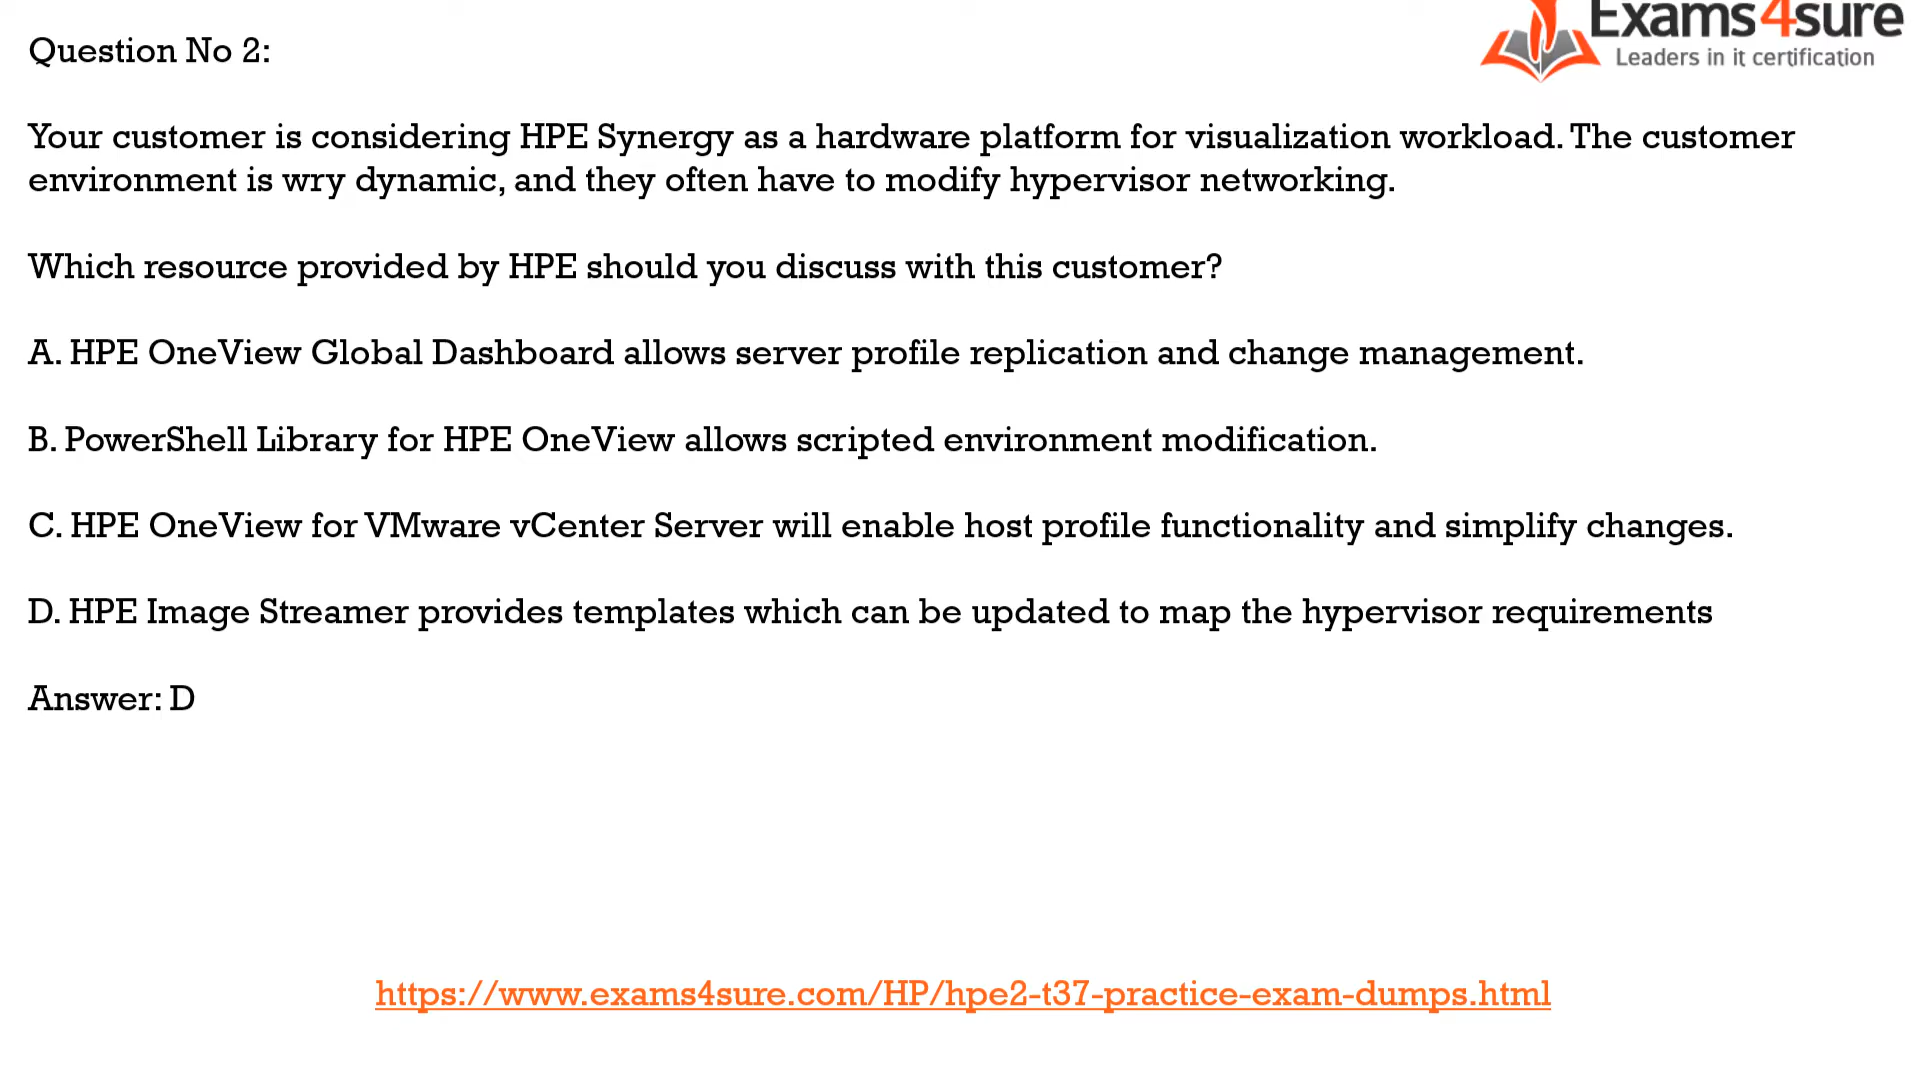 Exams4sure
Leaders in it certification
Question No 2:
Your customer is considering HPE Synergy as a hardware platform for visualization workload. The customer
environment is wry dynamic, and they often have to modify hypervisor networking.
Which resource provided by HPE should you discuss with this customer?
A. HPE OneView Global Dashboard allows server profile replication and change management.
B. PowerShell Library for HPE OneView allows scripted environment modification.
C. HPE OneView for VMware vCenter Server will enable host profile functionality and simplify changes.
D. HPE Image Streamer provides templates which can be updated to map the hypervisor requirements
Answer: D
https://www.exams4sure.com/HP/hpe2-t37-practice-exam-dumps.html